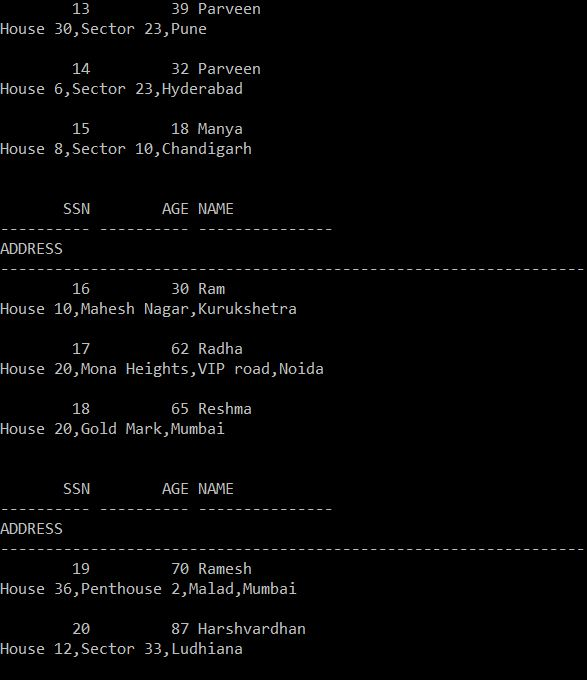 13 39 Parveen
House 30,Sector 23,Pune
14 32 Parveen
House 6,Sector 23,Hyderabad
15 18 Manya
House 8,Sector 10,Chandigarh
SSN AGE NAME
---------- ---------- ---------------
ADDRESS
-----------------------------------------------------------------
16 30 Ram
House 10,Mahesh Nagar,Kurukshetra
17 62 Radha
House 20,Mona Heights,VIP road,Noida
18 65 Reshma
House 20,Gold Mark,Mumbai
SSN AGE NAME
---------- ---------- ---------------
ADDRESS
-----------------------------------------------------------------
19 70 Ramesh
House 36,Penthouse 2,Malad,Mumbai
20 87 Harshvardhan
House 12,Sector 33,Ludhiana